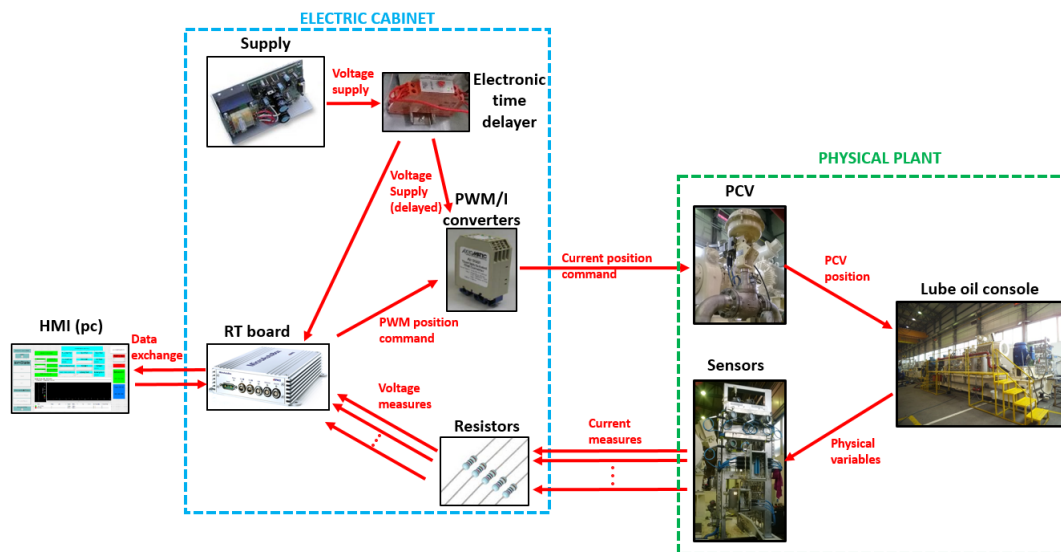 ELECTRIC CABINET
Supply
Voltage
supply
Electronic
time
delayer
Voltage
Supply
(delayed)
PWM/I
converters
PHYSICAL PLANT
PCV
Current position
command
PCV
position
Lube oil console
HMI (pc)
Data
exchange
RT board
PWM position
command
Voltage
measures
Resistors
Current
measures
Sensors
Physical
variables